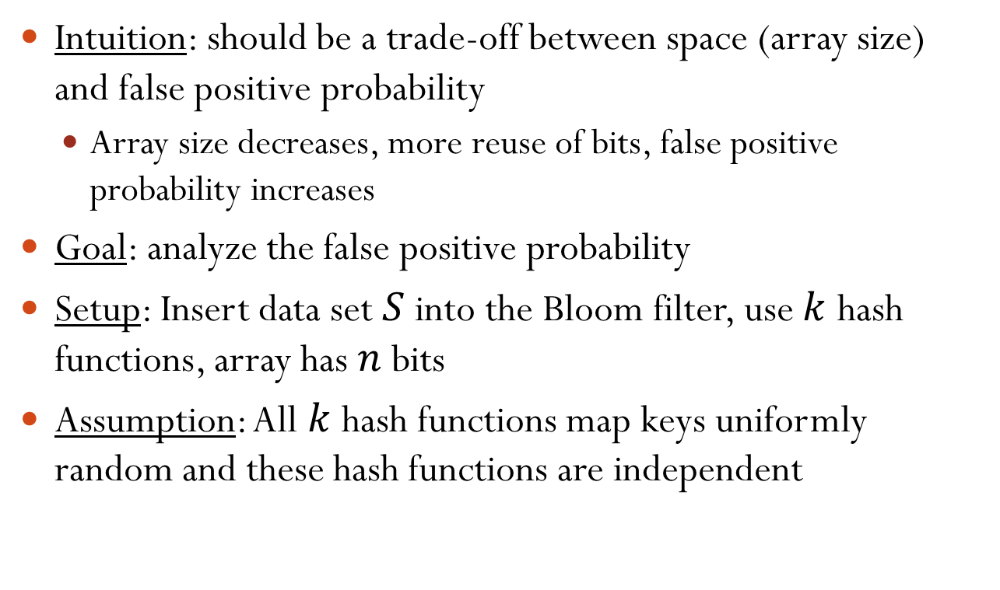 • Intuition: should be a trade-off between space (array size)
and false positive probability
• Array size decreases, more reuse of bits, false positive
probability increases
• Goal: analyze the false positive probability
• Setup: Insert data set S into the Bloom filter, use k hash
functions, array has n bits
• Assumption: All k hash functions map keys uniformly
random and these hash functions are independent